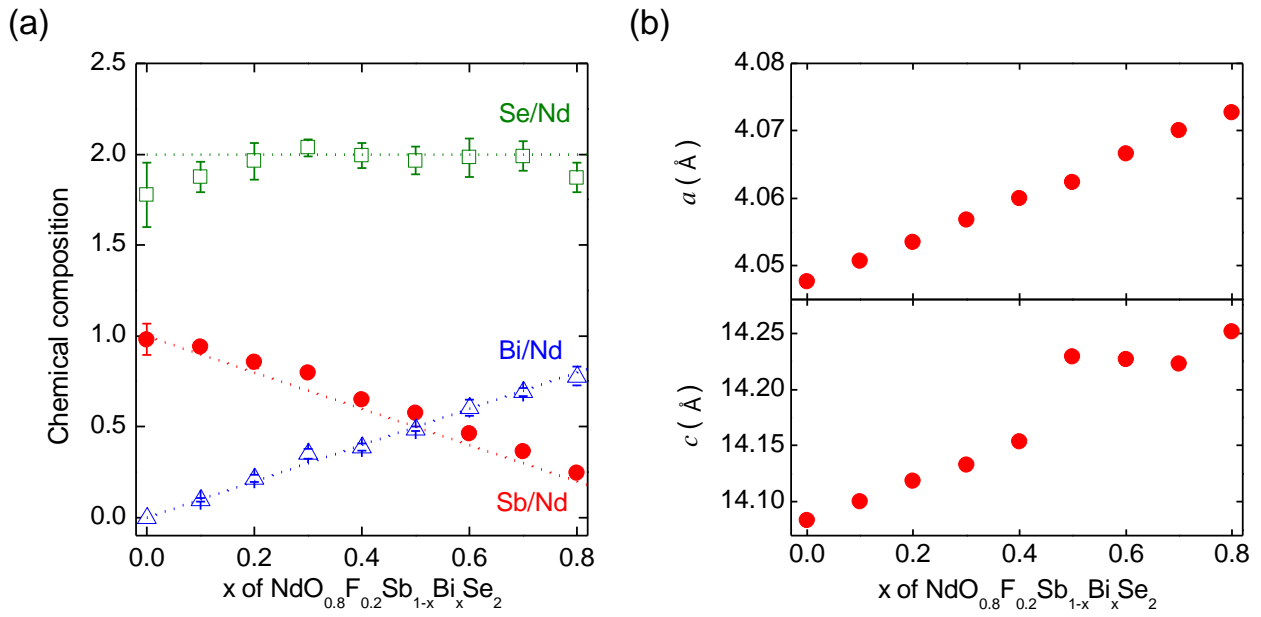 (a)
(b)
2.5
2.0
1.5
1.0
0.5
0.0
Chemical composition
Se/Nd
Bi/Nd
Sb/Nd
0.0 0.2 0.4 0.6 0.8
x of NdO0.8F0.2Sb1-xBixSe2
4.08
4.07
4.06
4.05
a ( Å )
14.25
14.20
14.15
14.10
c ( Å )
0.0 0.2 0.4 0.6 0.8
x of NdO0.8F0.2Sb1-xBixSe2